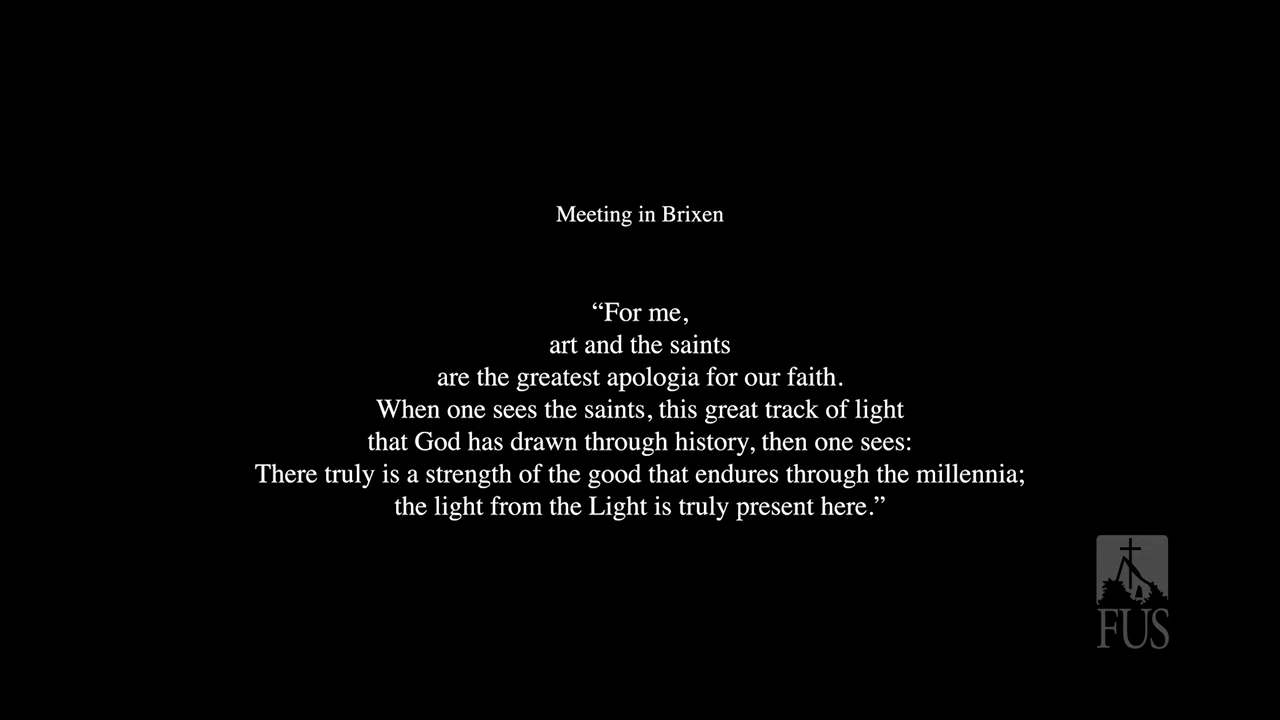 Meeting in Brixen
“For me,
art and the saints
are the greatest apologia for our faith.
When one sees the saints, this great track of light
that God has drawn through history, then one sees:
There truly is a strength of the good that endures through the millennia;
the light from the Light is truly present here.”
FUS